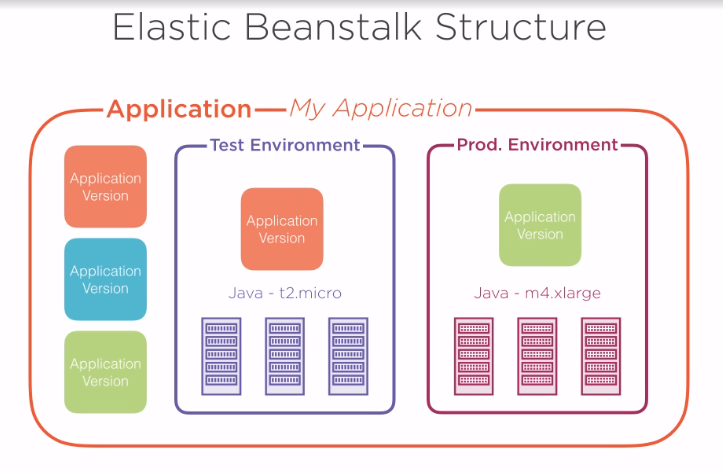 Elastic Beanstalk Structure
Application
My Application
Application
Version
Application
Version
Application
Version
Test Environment
Application
Version
Java - t2.micro
Prod. Environment
Application
Version
Java - m4.xlarge